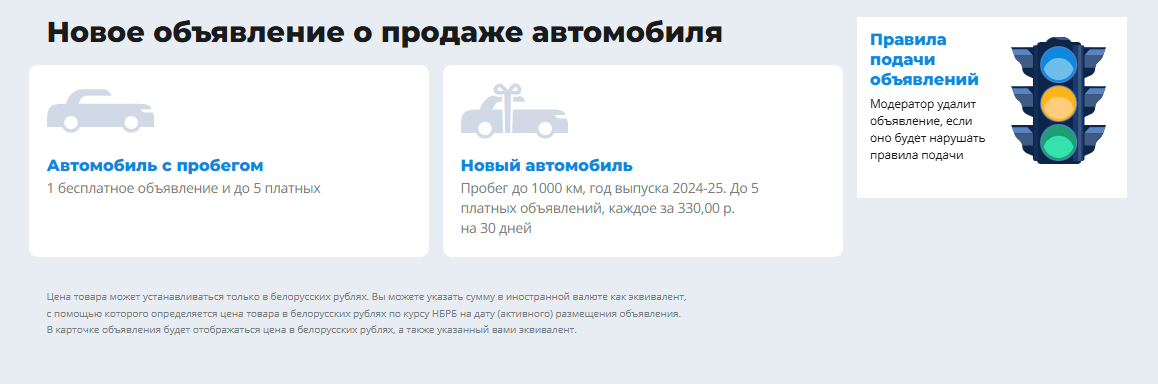 Новое объявление о продаже автомобиля
Автомобиль с пробегом
1 бесплатное объявление и до 5 платных
Новый автомобиль
Пробег до 1000 км, год выпуска 2024-25. До 5
платных объявлений, каждое за 330,00 р.
на 30 дней
Правила
подачи
объявлений
Модератор удалит
объявление, если
оно будет нарушать
правила подачи
Цена товара может устанавливаться только в белорусских рублях. Вы можете указать сумму в иностранной валюте как эквивалент,
с помощью которого определяется цена товара в белорусских рублях по курсу НБРБ на дату (активного) размещения объявления.
В карточке объявления будет отображаться цена в белорусских рублях, а также указанный вами эквивалент.